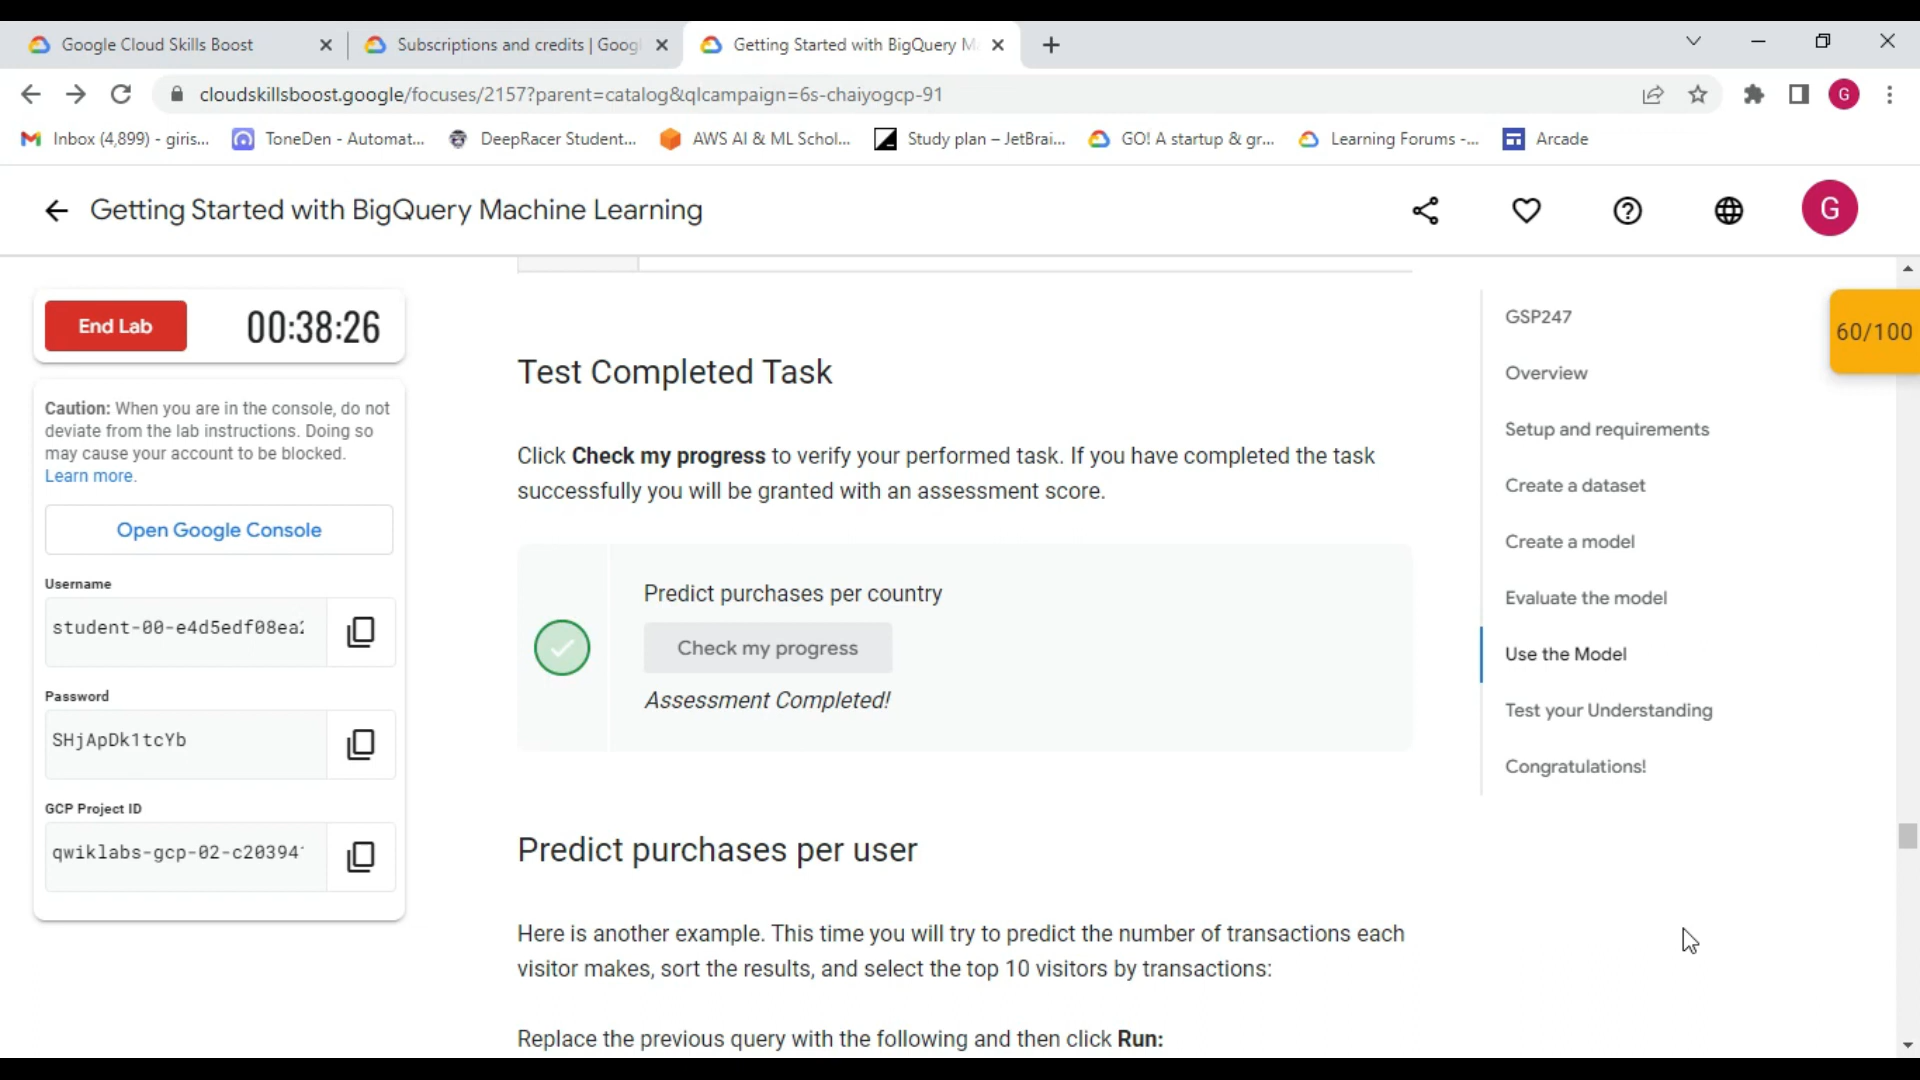 Google Cloud Skills Boost
Subscriptions and credits | Goog
Getting Started with BigQuery M
cloudskillsboost.google/focuses/2157?parent=catalog&qlcampaign=6s-chaiyogcp-91
G
Inbox (4,899) - giris...
ToneDen - Automat...
DeepRacer Student...
AWS AI & ML Schol...
Study plan – JetBrai...
GO! A startup & gr...
Learning Forums -...
Arcade
Getting Started with BigQuery Machine Learning
G
End Lab
00:38:26
Caution: When you are in the console, do not
deviate from the lab instructions. Doing so
may cause your account to be blocked.
Learn more.
Open Google Console
Username
student-00-e4d5edf08ea2
Password
SHjApDk1tcYb
GCP Project ID
qwiklabs-gcp-02-c20394
Test Completed Task
Click Check my progress to verify your performed task. If you have completed the task
successfully you will be granted with an assessment score.
Predict purchases per country
Check my progress
Assessment Completed!
Predict purchases per user
Here is another example. This time you will try to predict the number of transactions each
visitor makes, sort the results, and select the top 10 visitors by transactions:
Replace the previous query with the following and then click Run:
GSP247
Overview
Setup and requirements
Create a dataset
Create a model
Evaluate the model
Use the Model
Test your Understanding
Congratulations!
60/100